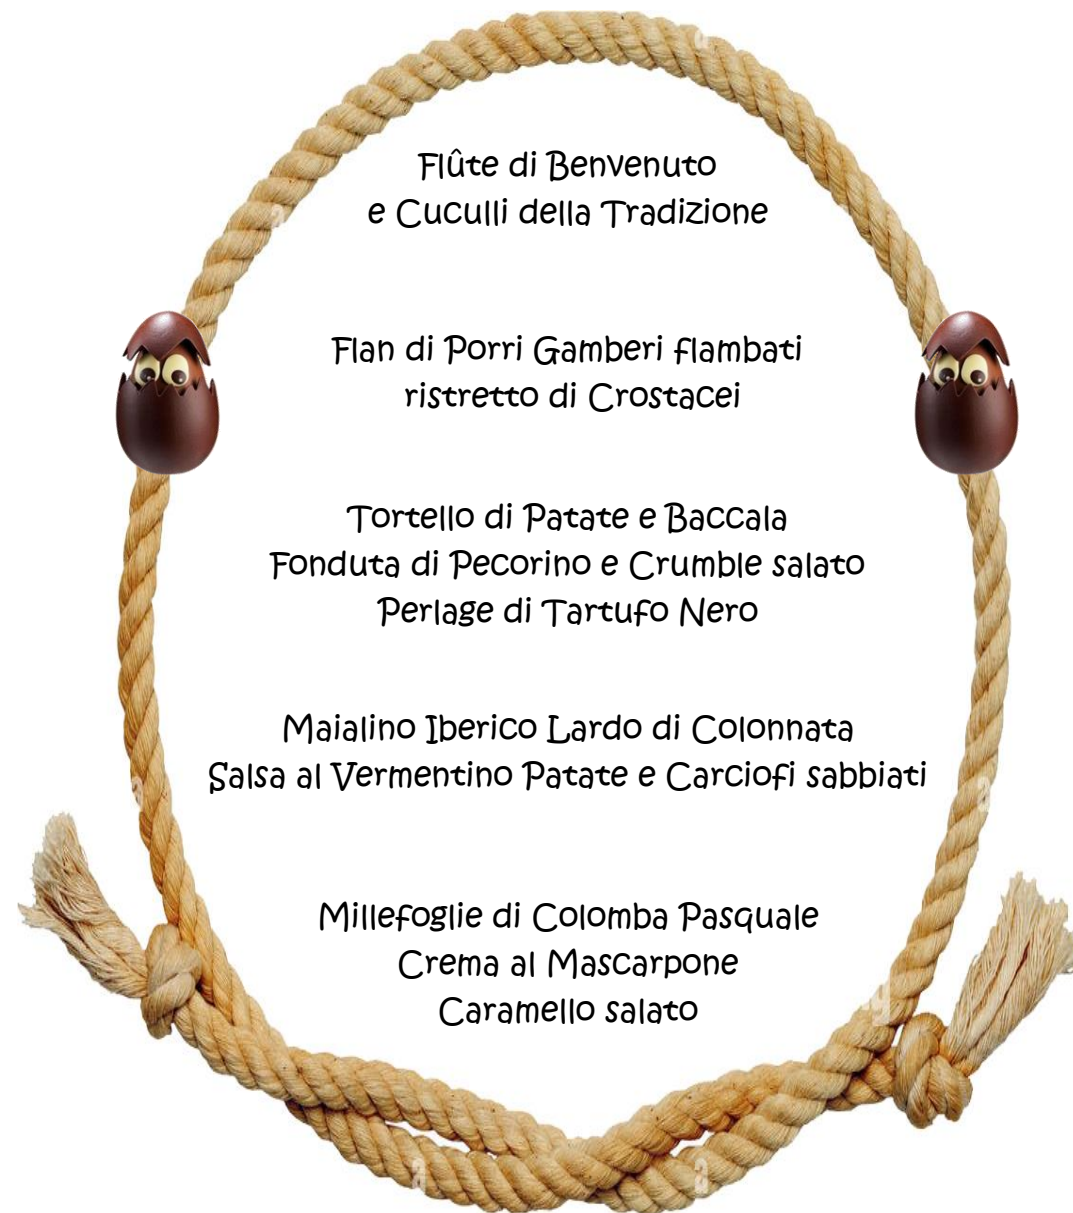 Flûte di Benvenuto
e Cuculli della Tradizione
Flan di Porri Gamberi flambati
ristretto di Crostacei
Tortello di Patate e Baccala
Fonduta di Pecorino e Crumble salato
Perlage di Tartufo Nero
Maialino Iberico Lardo di Colonnata
Salsa al Vermentino Patate e Carciofi sabbiati
Millefoglie di Colomba Pasquale
Crema al Mascarpone
Caramello salato